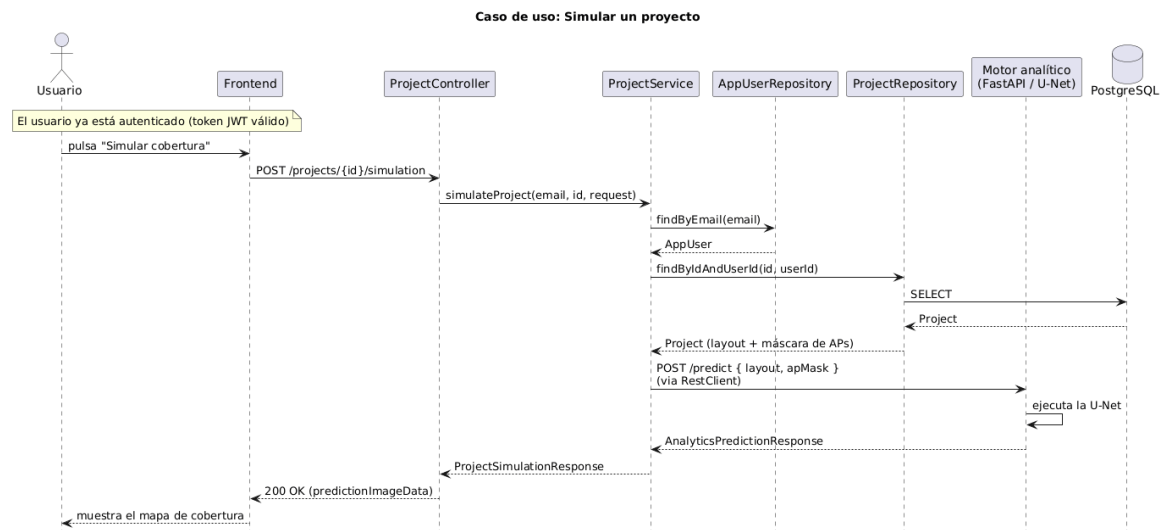 Caso de uso: Simular un proyecto
Usuario
Frontend
ProjectController
ProjectService
AppUserRepository
ProjectRepository
Motor analítico
(FastAPI / U-Net)
PostgreSQL
El usuario ya está autenticado (token JWT válido)
pulsa "Simular cobertura"
POST /projects/{id}/simulation
simulateProject(email, id, request)
findByEmail(email)
AppUser
findByIdAndUserId(id, userId)
SELECT
Project
Project (layout + máscara de APs)
POST /predict { layout, apMask }
(via RestClient)
ejecuta la U-Net
AnalyticsPredictionResponse
ProjectSimulationResponse
200 OK (predictionImageData)
muestra el mapa de cobertura